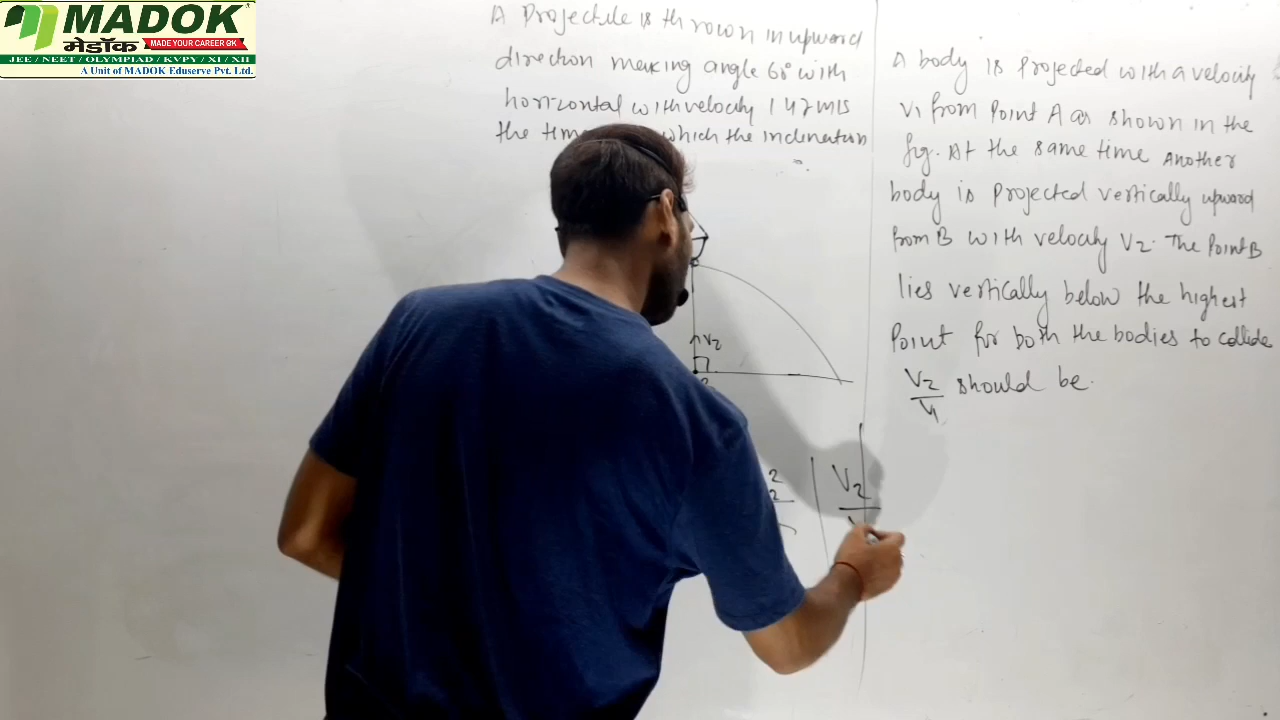 MADOK
मेडॉक MAKE YOUR CAREER GK
JEE / NEET / OLYMPIAD / KVPY / XI / XII
A Unit of MADOK Eduserve Pvt. Ltd.
A Projectile is thrown in upward
direction making angle 60° with
horizontal with velocity 147 m/s
the which the inclination
V2
A body is Projected with a velocity
V1 from Point A as shown in the
fig. At the same time Another
body is Projected vertically upward
from B with velocity V2. The Point B
lies vertically below the highest
Point for both the bodies to collide
V2/V1 should be.
V2